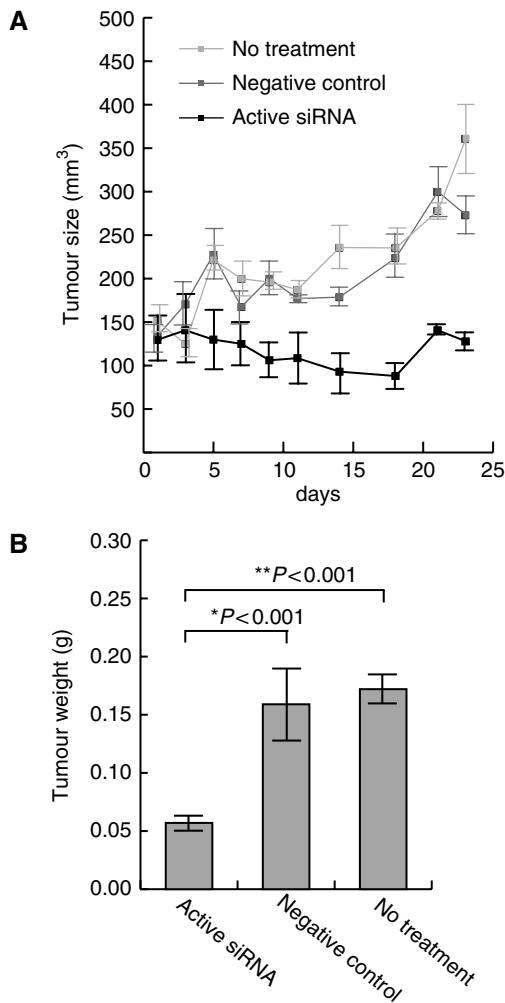 A
500
450
400
350
300
250
200
150
100
50
Tumour size (mm³)
No treatment
Negative control
Active siRNA
0 5 10 15 20 25
days
B
0.30
0.25
0.20
0.15
0.10
0.05
0.00
Tumour weight (g)
**P<0.001
*P<0.001
Active siRNA
Negative control
No treatment